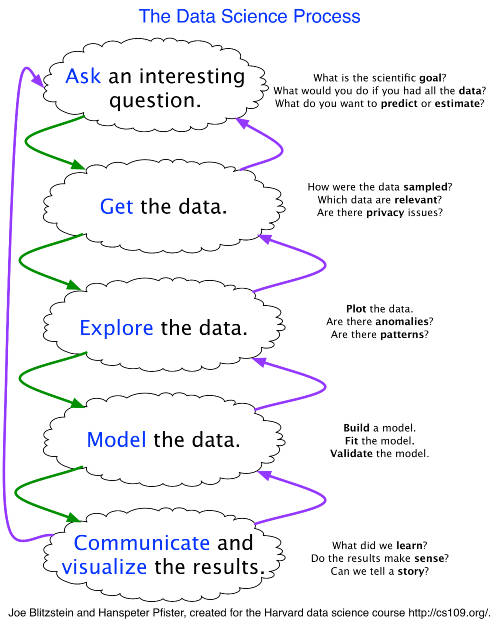 The Data Science Process
Ask an interesting
question.
What is the scientific goal?
What would you do if you had all the data?
What do you want to predict or estimate?
Get the data.
How were the data sampled?
Which data are relevant?
Are there privacy issues?
Explore the data.
Plot the data.
Are there anomalies?
Are there patterns?
Model the data.
Build a model.
Fit the model.
Validate the model.
Communicate and
visualize the results.
What did we learn?
Do the results make sense?
Can we tell a story?
Joe Blitzstein and Hanspeter Pfister, created for the Harvard data science course http://cs109.org/.